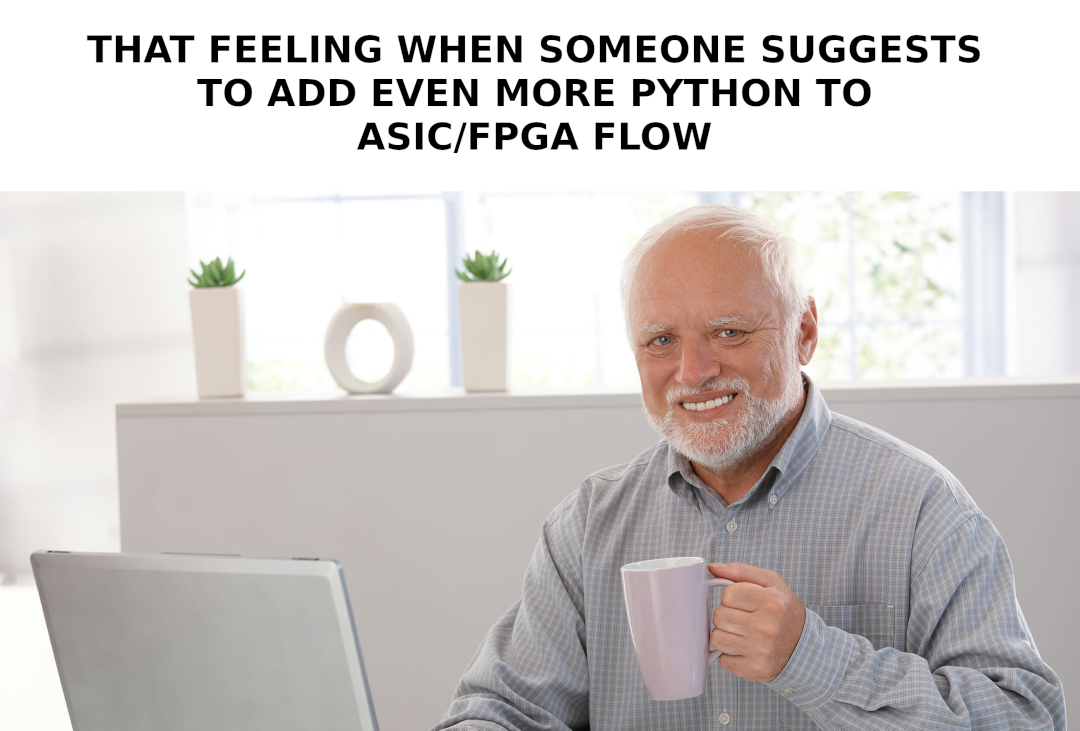 THAT FEELING WHEN SOMEONE SUGGESTS
TO ADD EVEN MORE PYTHON TO
ASIC/FPGA FLOW